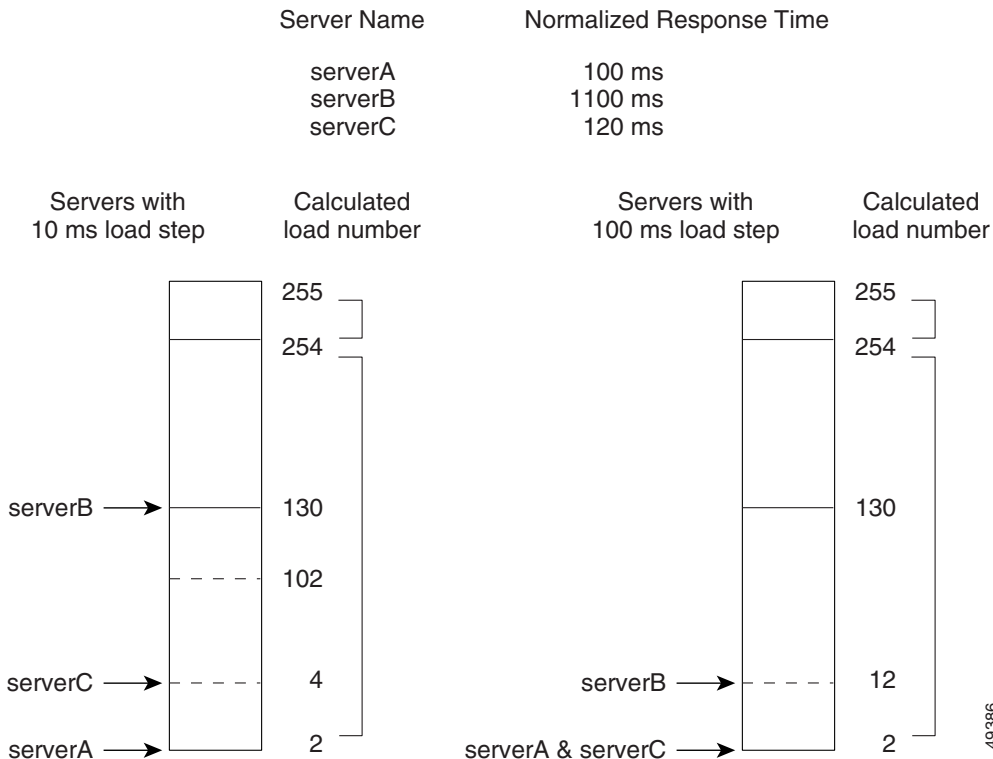 Server Name Normalized Response Time
serverA 100 ms
serverB 1100 ms
serverC 120 ms
Servers with
10 ms load step
Calculated
load number
255
254
serverB 130
102
serverC 4
serverA 2
Servers with
100 ms load step
Calculated
load number
255
254
130
serverB 12
serverA & serverC 2
49386